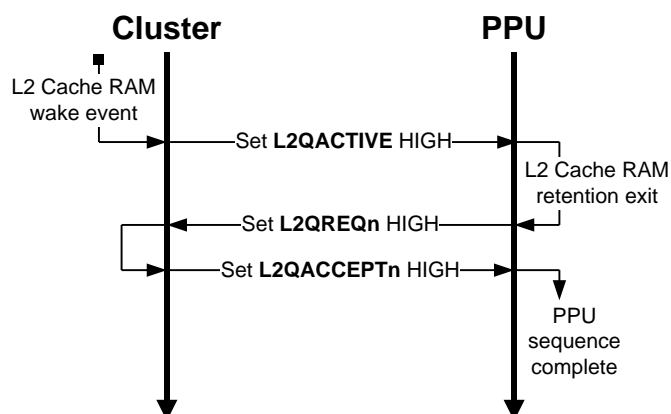 Cluster
PPU
L2 Cache RAM
wake event
Set L2QACTIVE HIGH
L2 Cache RAM
retention exit
Set L2QREQn HIGH
Set L2QACCEPTn HIGH
PPU
sequence
complete